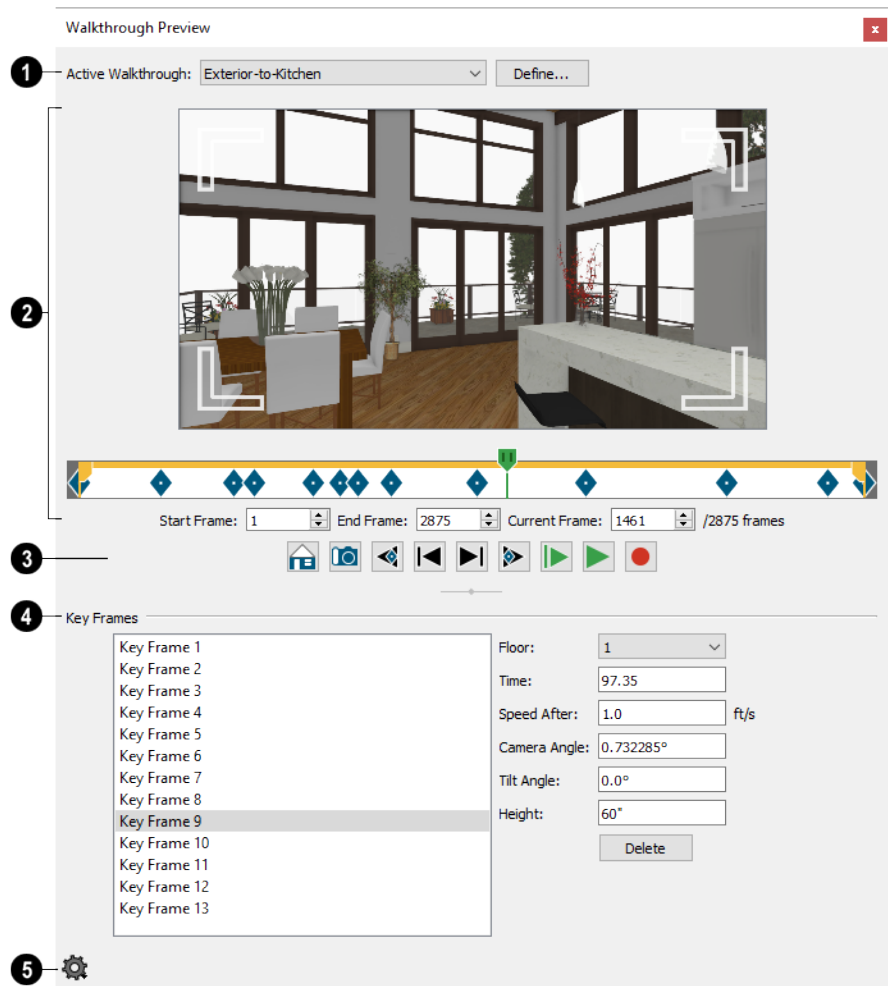 Walkthrough Preview
x
1
Active Walkthrough: Exterior-to-Kitchen Define...
2
Start Frame: 1 End Frame: 2875 Current Frame: 1461 /2875 frames
3
4
Key Frames
Key Frame 1
Key Frame 2
Key Frame 3
Key Frame 4
Key Frame 5
Key Frame 6
Key Frame 7
Key Frame 8
Key Frame 9
Key Frame 10
Key Frame 11
Key Frame 12
Key Frame 13
Floor: 1
Time: 97.35
Speed After: 1.0 ft/s
Camera Angle: 0.732285°
Tilt Angle: 0.0°
Height: 60"
Delete
5